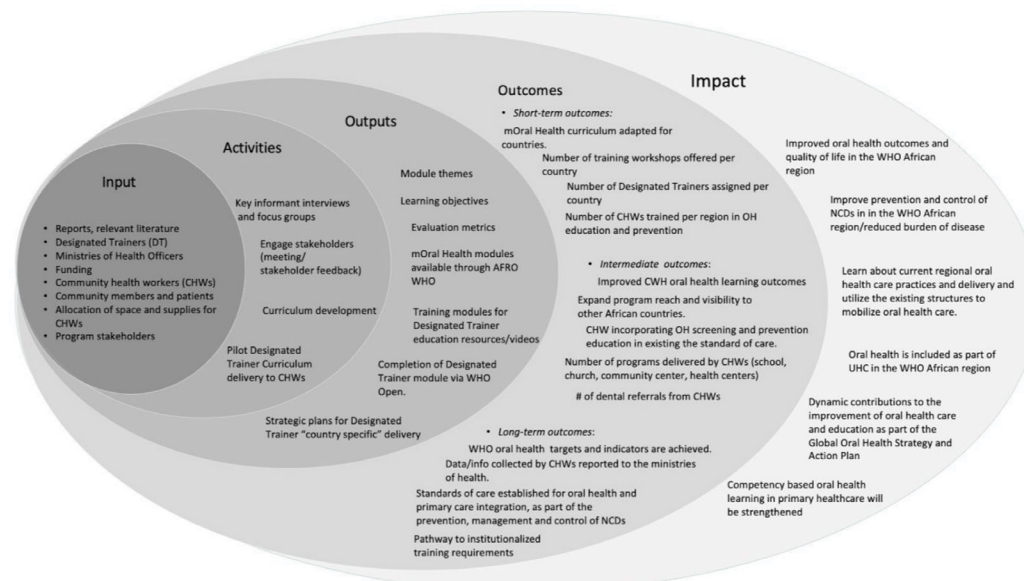 Input
• Reports, relevant literature
• Designated Trainers (DT)
• Ministries of Health Officers
• Funding
• Community health workers (CHWs)
• Community members and patients
• Allocation of space and supplies for
CHWs
• Program stakeholders
Activities
Key informant interviews
and focus groups
Engage stakeholders
(meeting/
stakeholder feedback)
Curriculum development
Pilot Designated
Trainer Curriculum
delivery to CHWs
Outputs
Module themes
Learning objectives
Evaluation metrics
mOral Health modules
available through AFRO
WHO
Training modules for
Designated Trainer
education resources/videos
Completion of Designated
Trainer module via WHO
Open.
Strategic plans for Designated
Trainer "country specific" delivery
Outcomes
• Short-term outcomes:
mOral Health curriculum adapted for
countries.
Number of training workshops offered per
country
Number of Designated Trainers assigned per
country
Number of CHWs trained per region in OH
education and prevention
• Intermediate outcomes:
Improved CWH oral health learning outcomes
Expand program reach and visibility to
other African countries.
CHW incorporating OH screening and prevention
education in existing the standard of care.
Number of programs delivered by CHWs (school,
church, community center, health centers)
# of dental referrals from CHWs
• Long-term outcomes:
WHO oral health targets and indicators are achieved.
Data/info collected by CHWs reported to the ministries
of health.
Standards of care established for oral health and
primary care integration, as part of the
prevention, management and control of NCDs
Pathway to institutionalized
training requirements
Impact
Improved oral health outcomes and
quality of life in the WHO African
region
Improve prevention and control of
NCDs in in the WHO African
region/reduced burden of disease
Learn about current regional oral
health care practices and delivery and
utilize the existing structures to
mobilize oral health care.
Oral health is included as part of
UHC in the WHO African region
Dynamic contributions to the
improvement of oral health care
and education as part of the
Global Oral Health Strategy and
Action Plan
Competency based oral health
learning in primary healthcare will
be strengthened